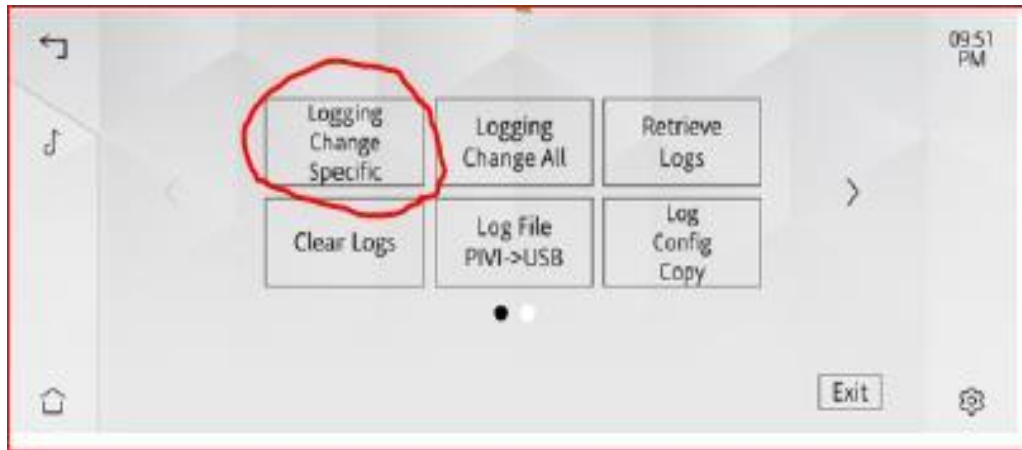 09:51
PM
Logging
Change
Specific
Logging
Change All
Retrieve
Logs
Clear Logs
Log File
PIVI->USB
Log
Config
Copy
Exit